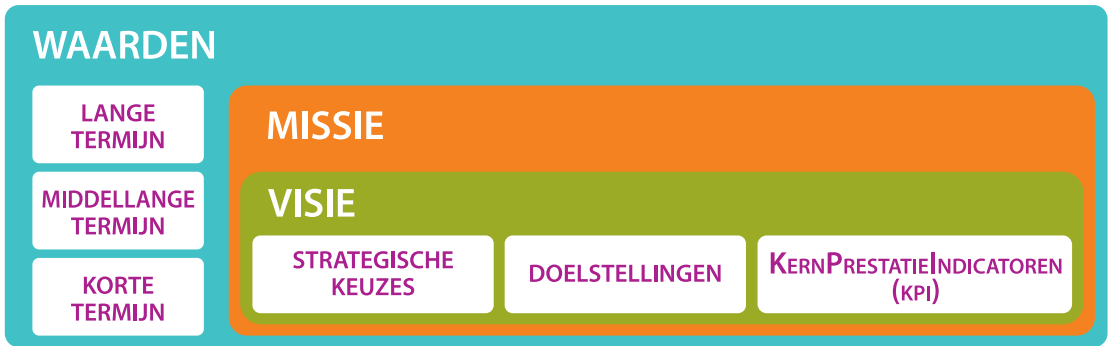 WAARDEN
LANGE
TERMIJN
MIDDELLANGE
TERMIJN
KORTE
TERMIJN
MISSIE
VISIE
STRATEGISCHE
KEUZES
DOELSTELLINGEN
KERNPRESTATIEINDICATOREN
(KPI)